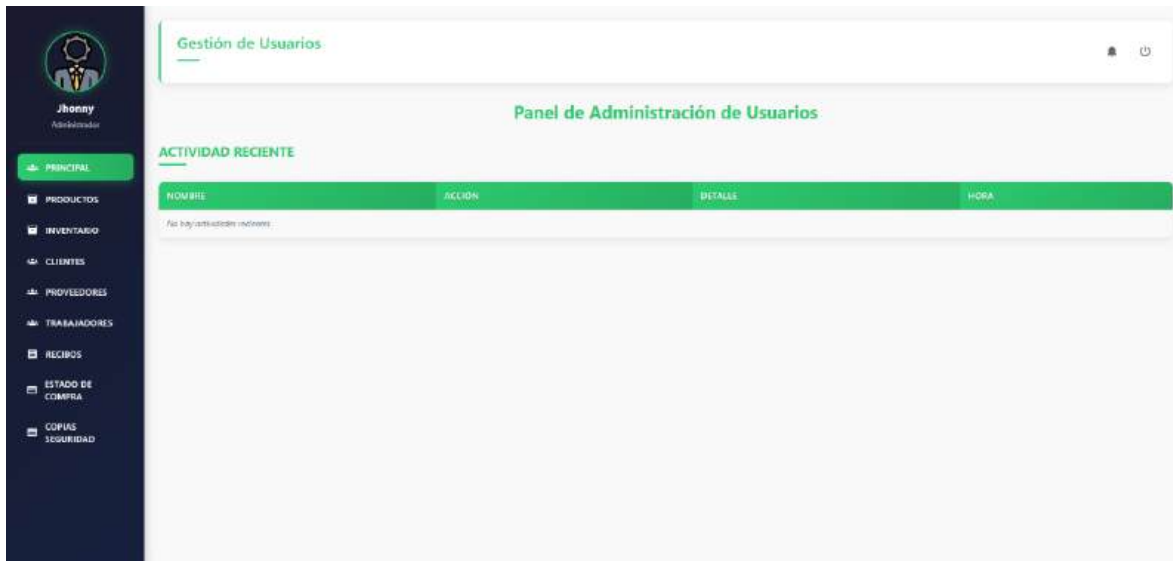 Jhonny
Administrador
PRINCIPAL
PRODUCTOS
INVENTARIO
CLIENTES
PROVEEDORES
TRABAJADORES
RECIBOS
ESTADO DE
COMPRA
COPIAS
SEGURIDAD
Gestión de Usuarios
Panel de Administración de Usuarios
ACTIVIDAD RECIENTE
NOMBRE ACCIÓN DETALLE HORA
No hay actividades recientes